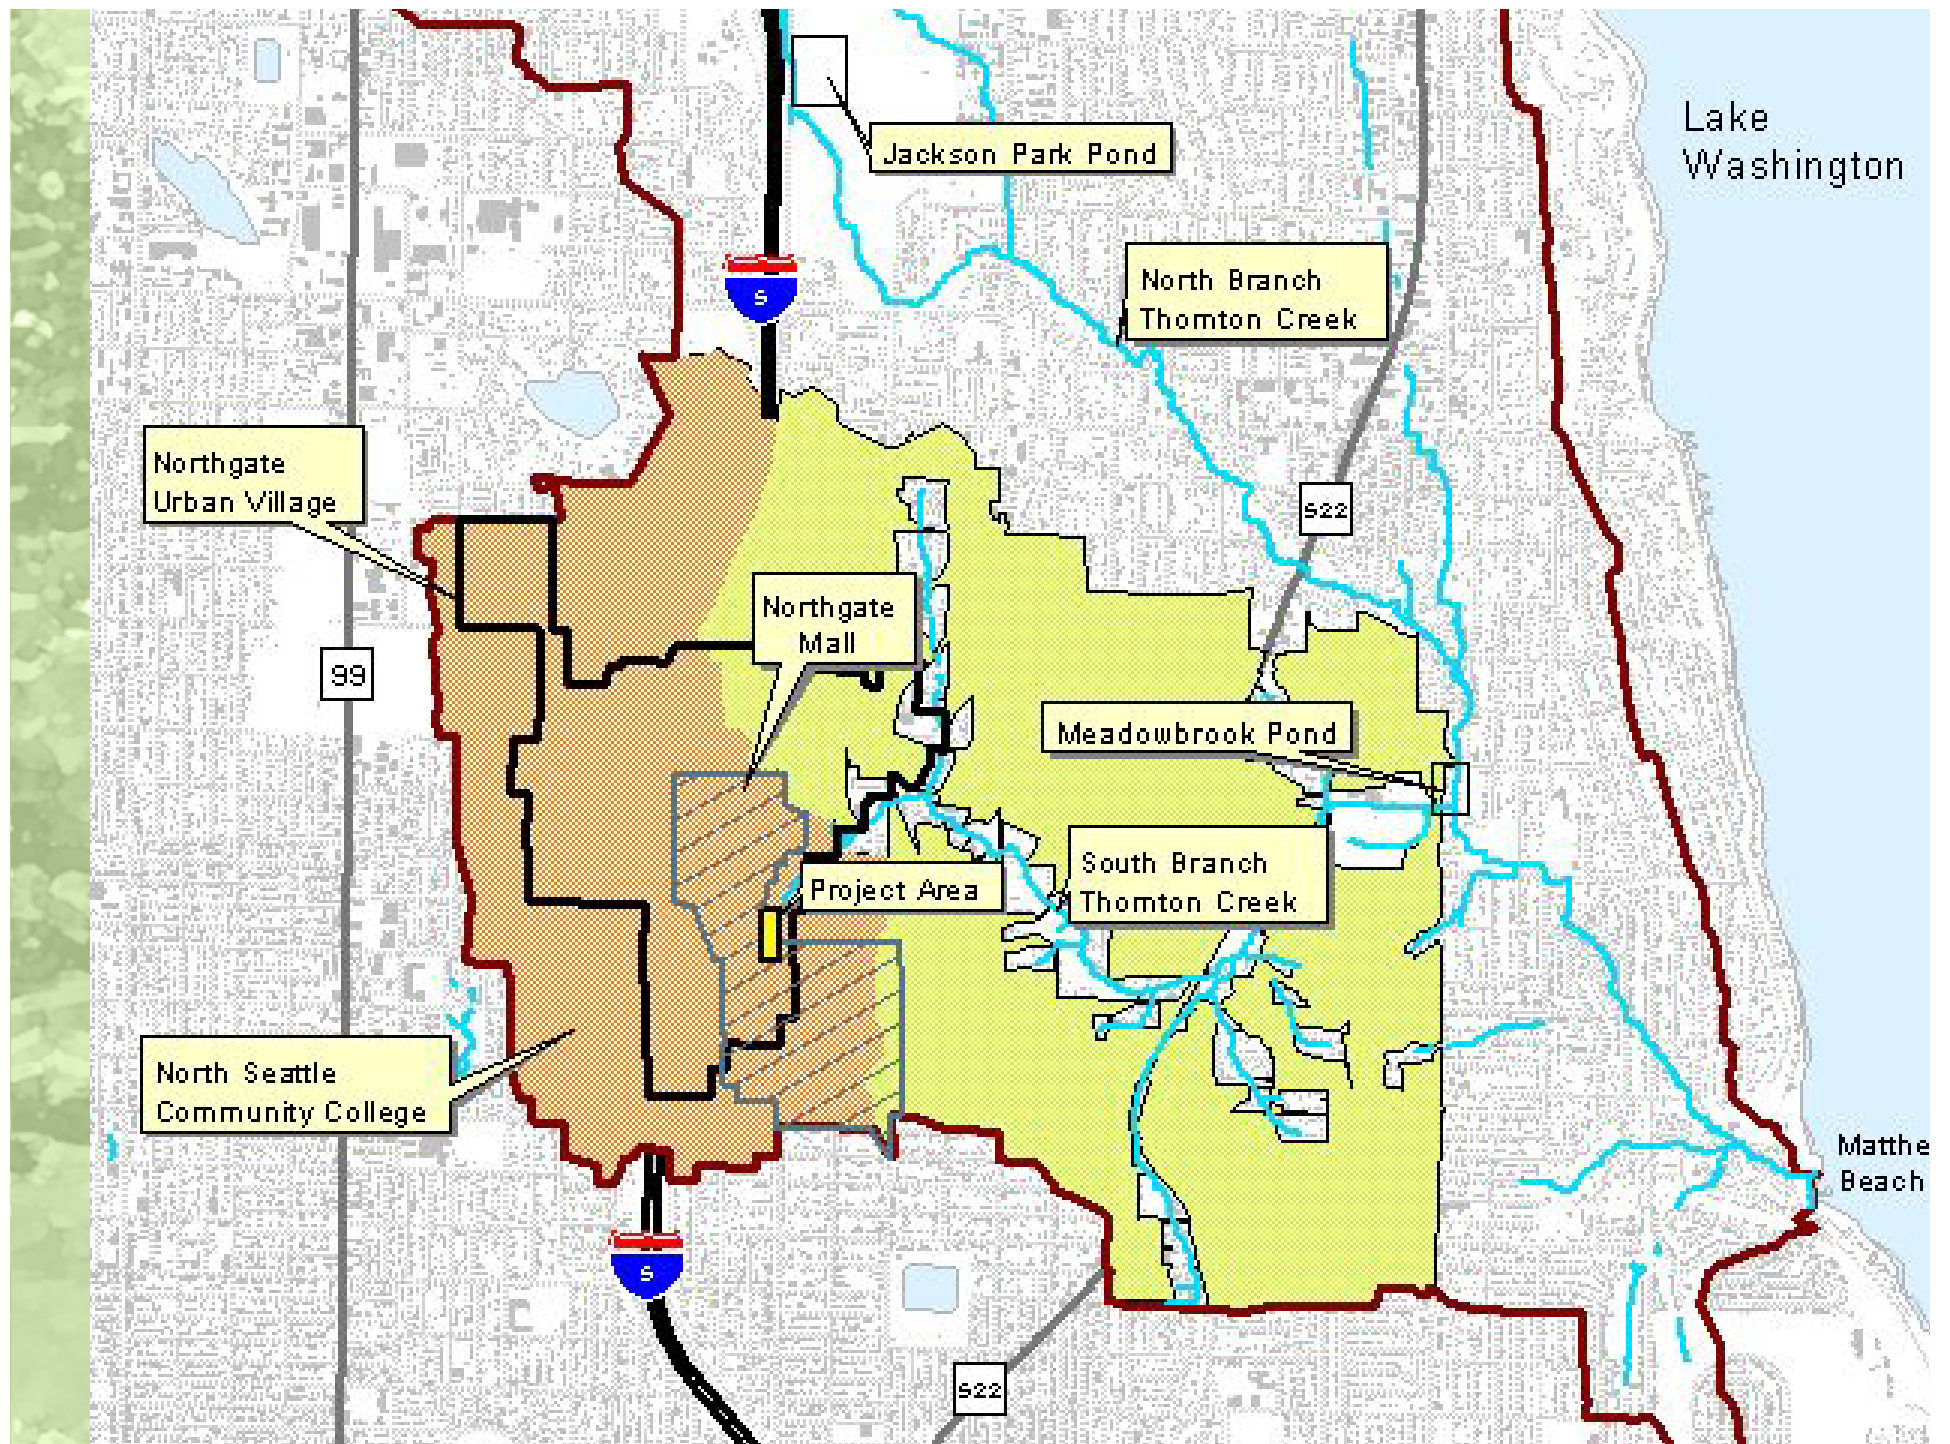 Lake
Washington
Jackson Park Pond
5
North Branch
Thornton Creek
Northgate
Urban Village
522
Northgate
Mall
99
Meadowbrook Pond
South Branch
Thornton Creek
Project Area
North Seattle
Community College
Matthe
Beach
5
522